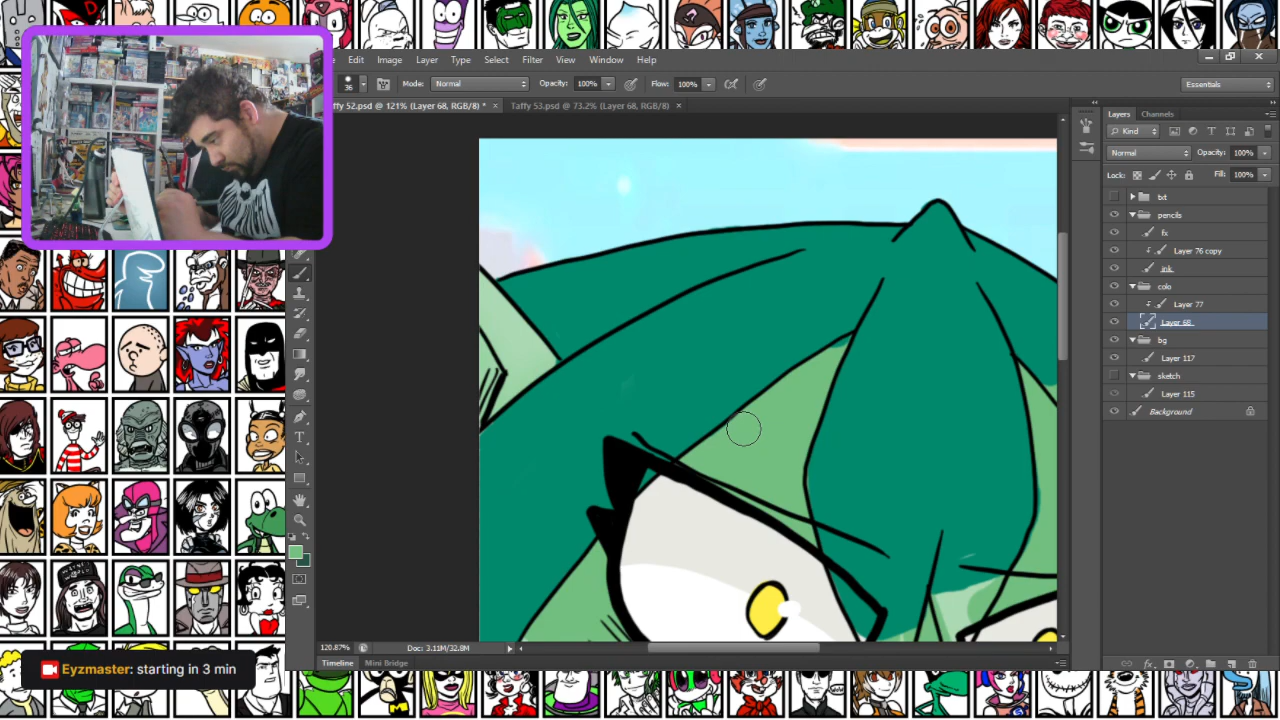 Edit Image Layer Type Select Filter View Window Help
36 Mode: Normal Opacity: 100% Flow: 100% Essentials
affy 52.psd @ 121% (Layer 68, RGB/8) * × Taffy 53.psd @ 73.2% (Layer 68, RGB/8) ×
Layers Channels
Kind
Normal Opacity: 100%
Lock: Fill: 100%
txt
pencils
fx
Layer 76 copy
ink
colo
Layer 77
Layer 68
bg
Layer 117
sketch
Layer 115
Background
120.87% Doc: 3.11M/32.8M
Timeline Mini Bridge
Eyzmaster: starting in 3 min